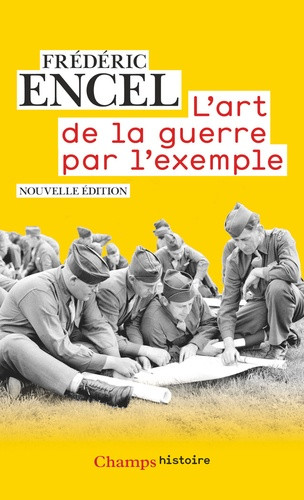 FRÉDÉRIC
ENCEL
L'art
de la guerre
par l'exemple
NOUVELLE ÉDITION
Champs histoire